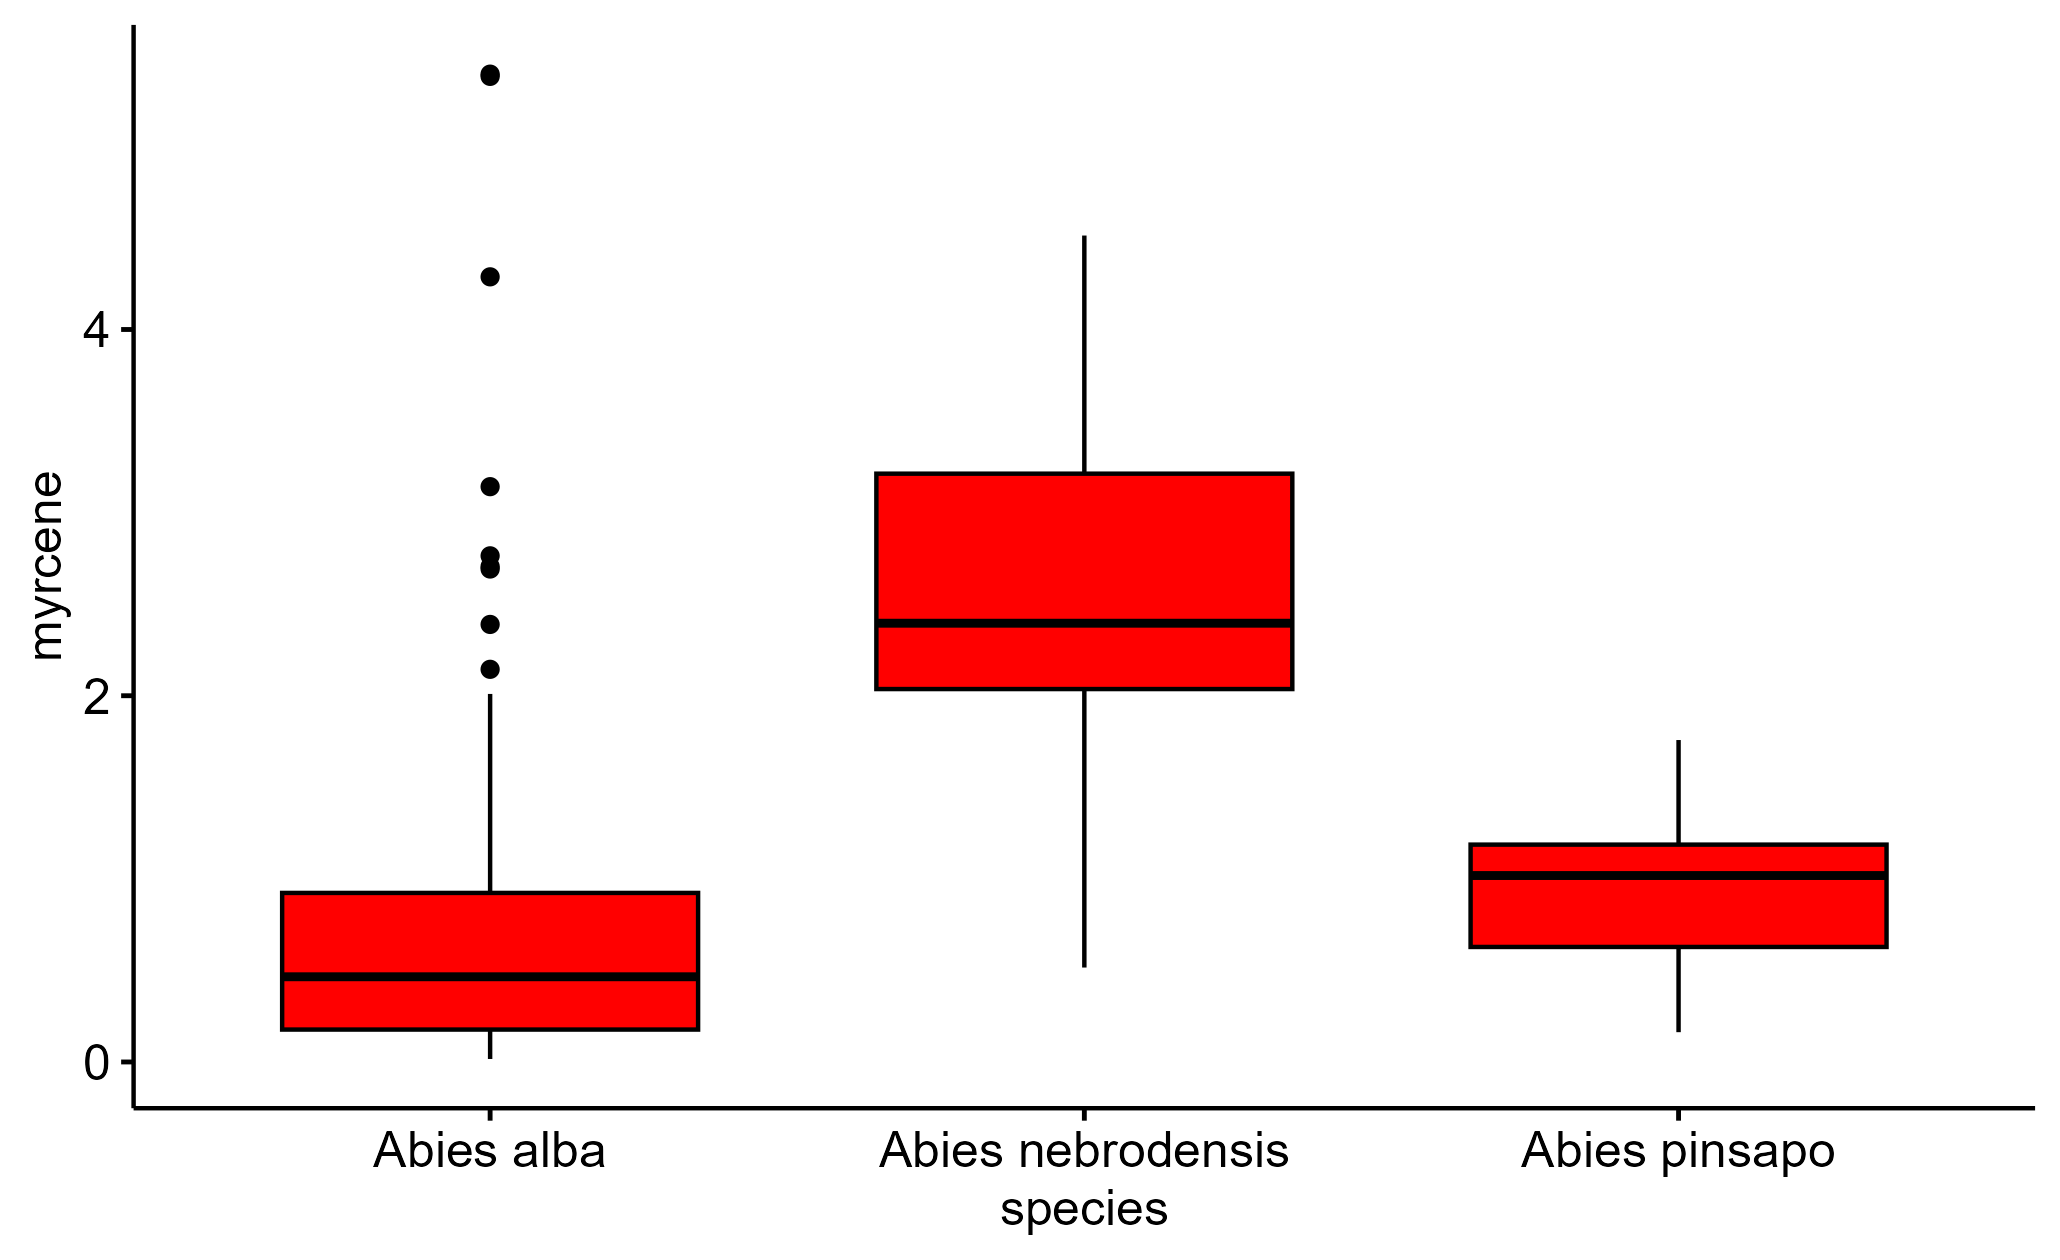 myrcene
4
2
0
Abies alba
Abies nebrodensis
Abies pinsapo
species